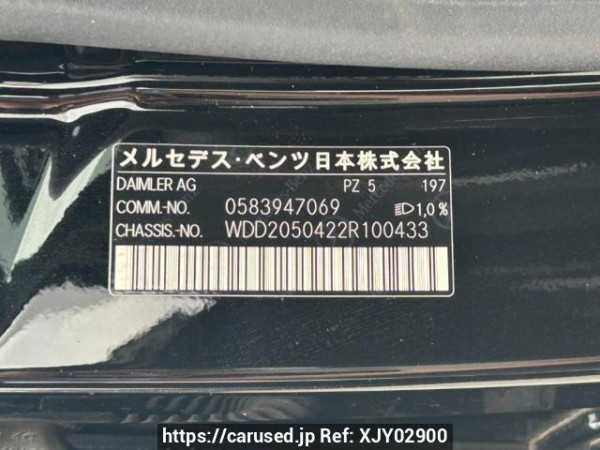 メルセデス・ベンツ日本株式会社
DAIMLER AG PZ 5 197
COMM.-NO. 0583947069 1,0%
CHASSIS.-NO. WDD2050422R100433
https://carused.jp Ref: XJY02900